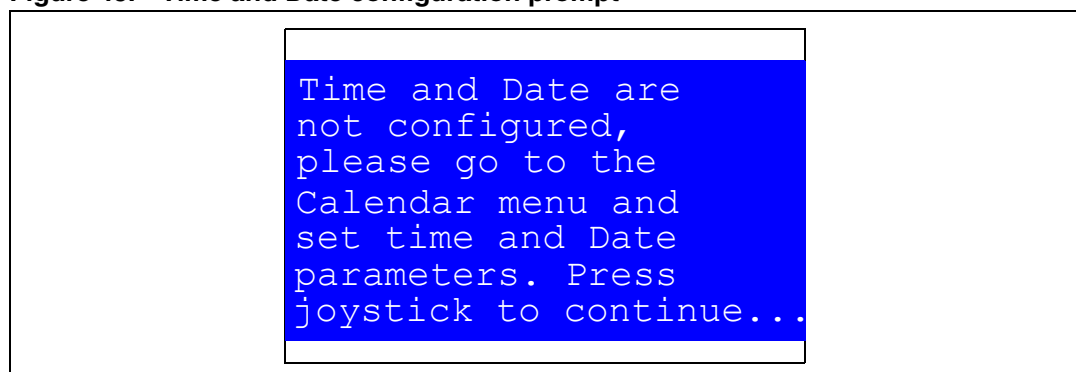 Figure Time and Date configuration prompt
Time and Date are
not configured,
please go to the
Calendar menu and
set time and Date
parameters. Press
joystick to continue...